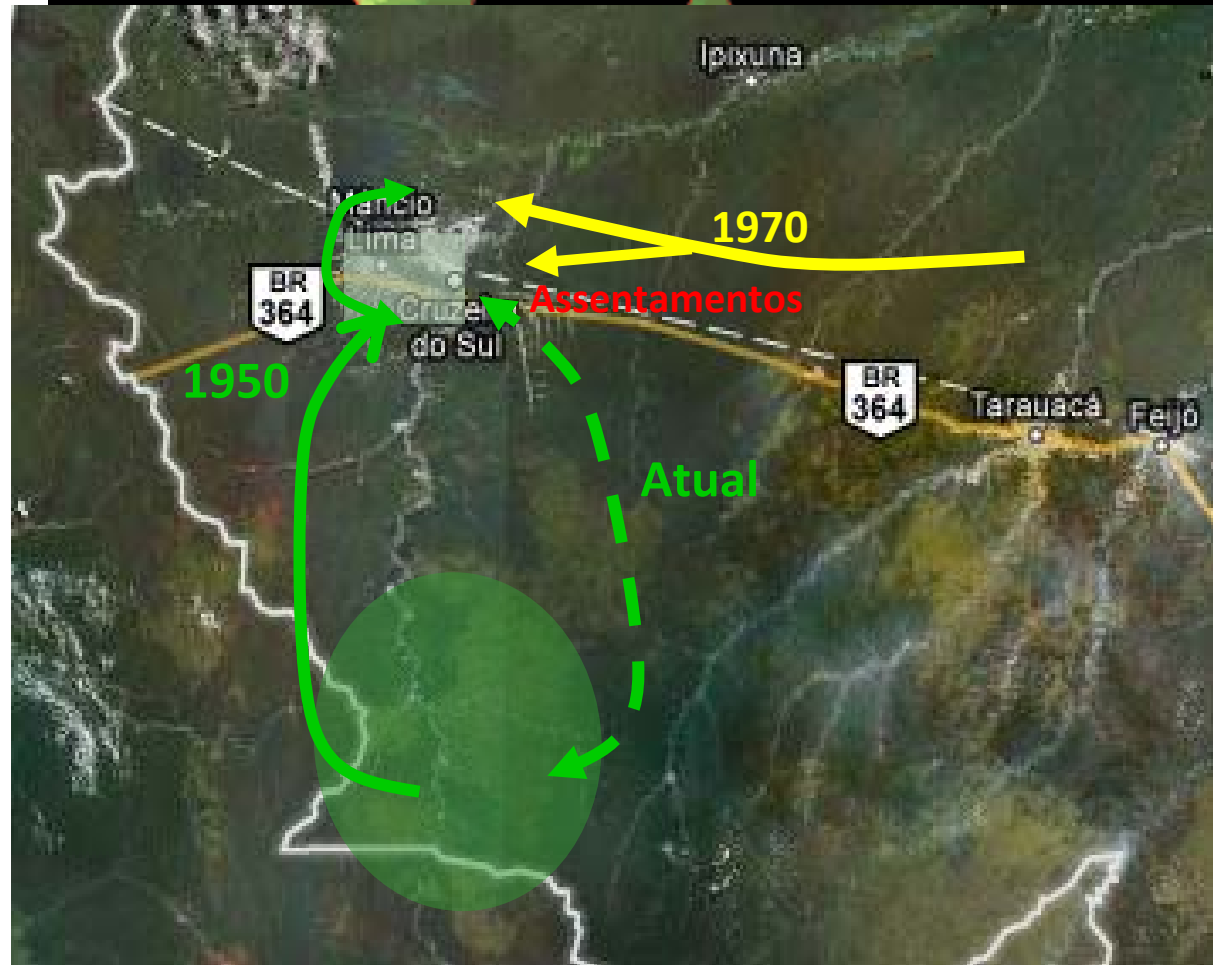 Ipixuna
Mâncio
Lima
1970
BR
364
Assentamentos
Cruzeiro
do Sul
1950
BR
364
Tarauacá
Feijó
Atual